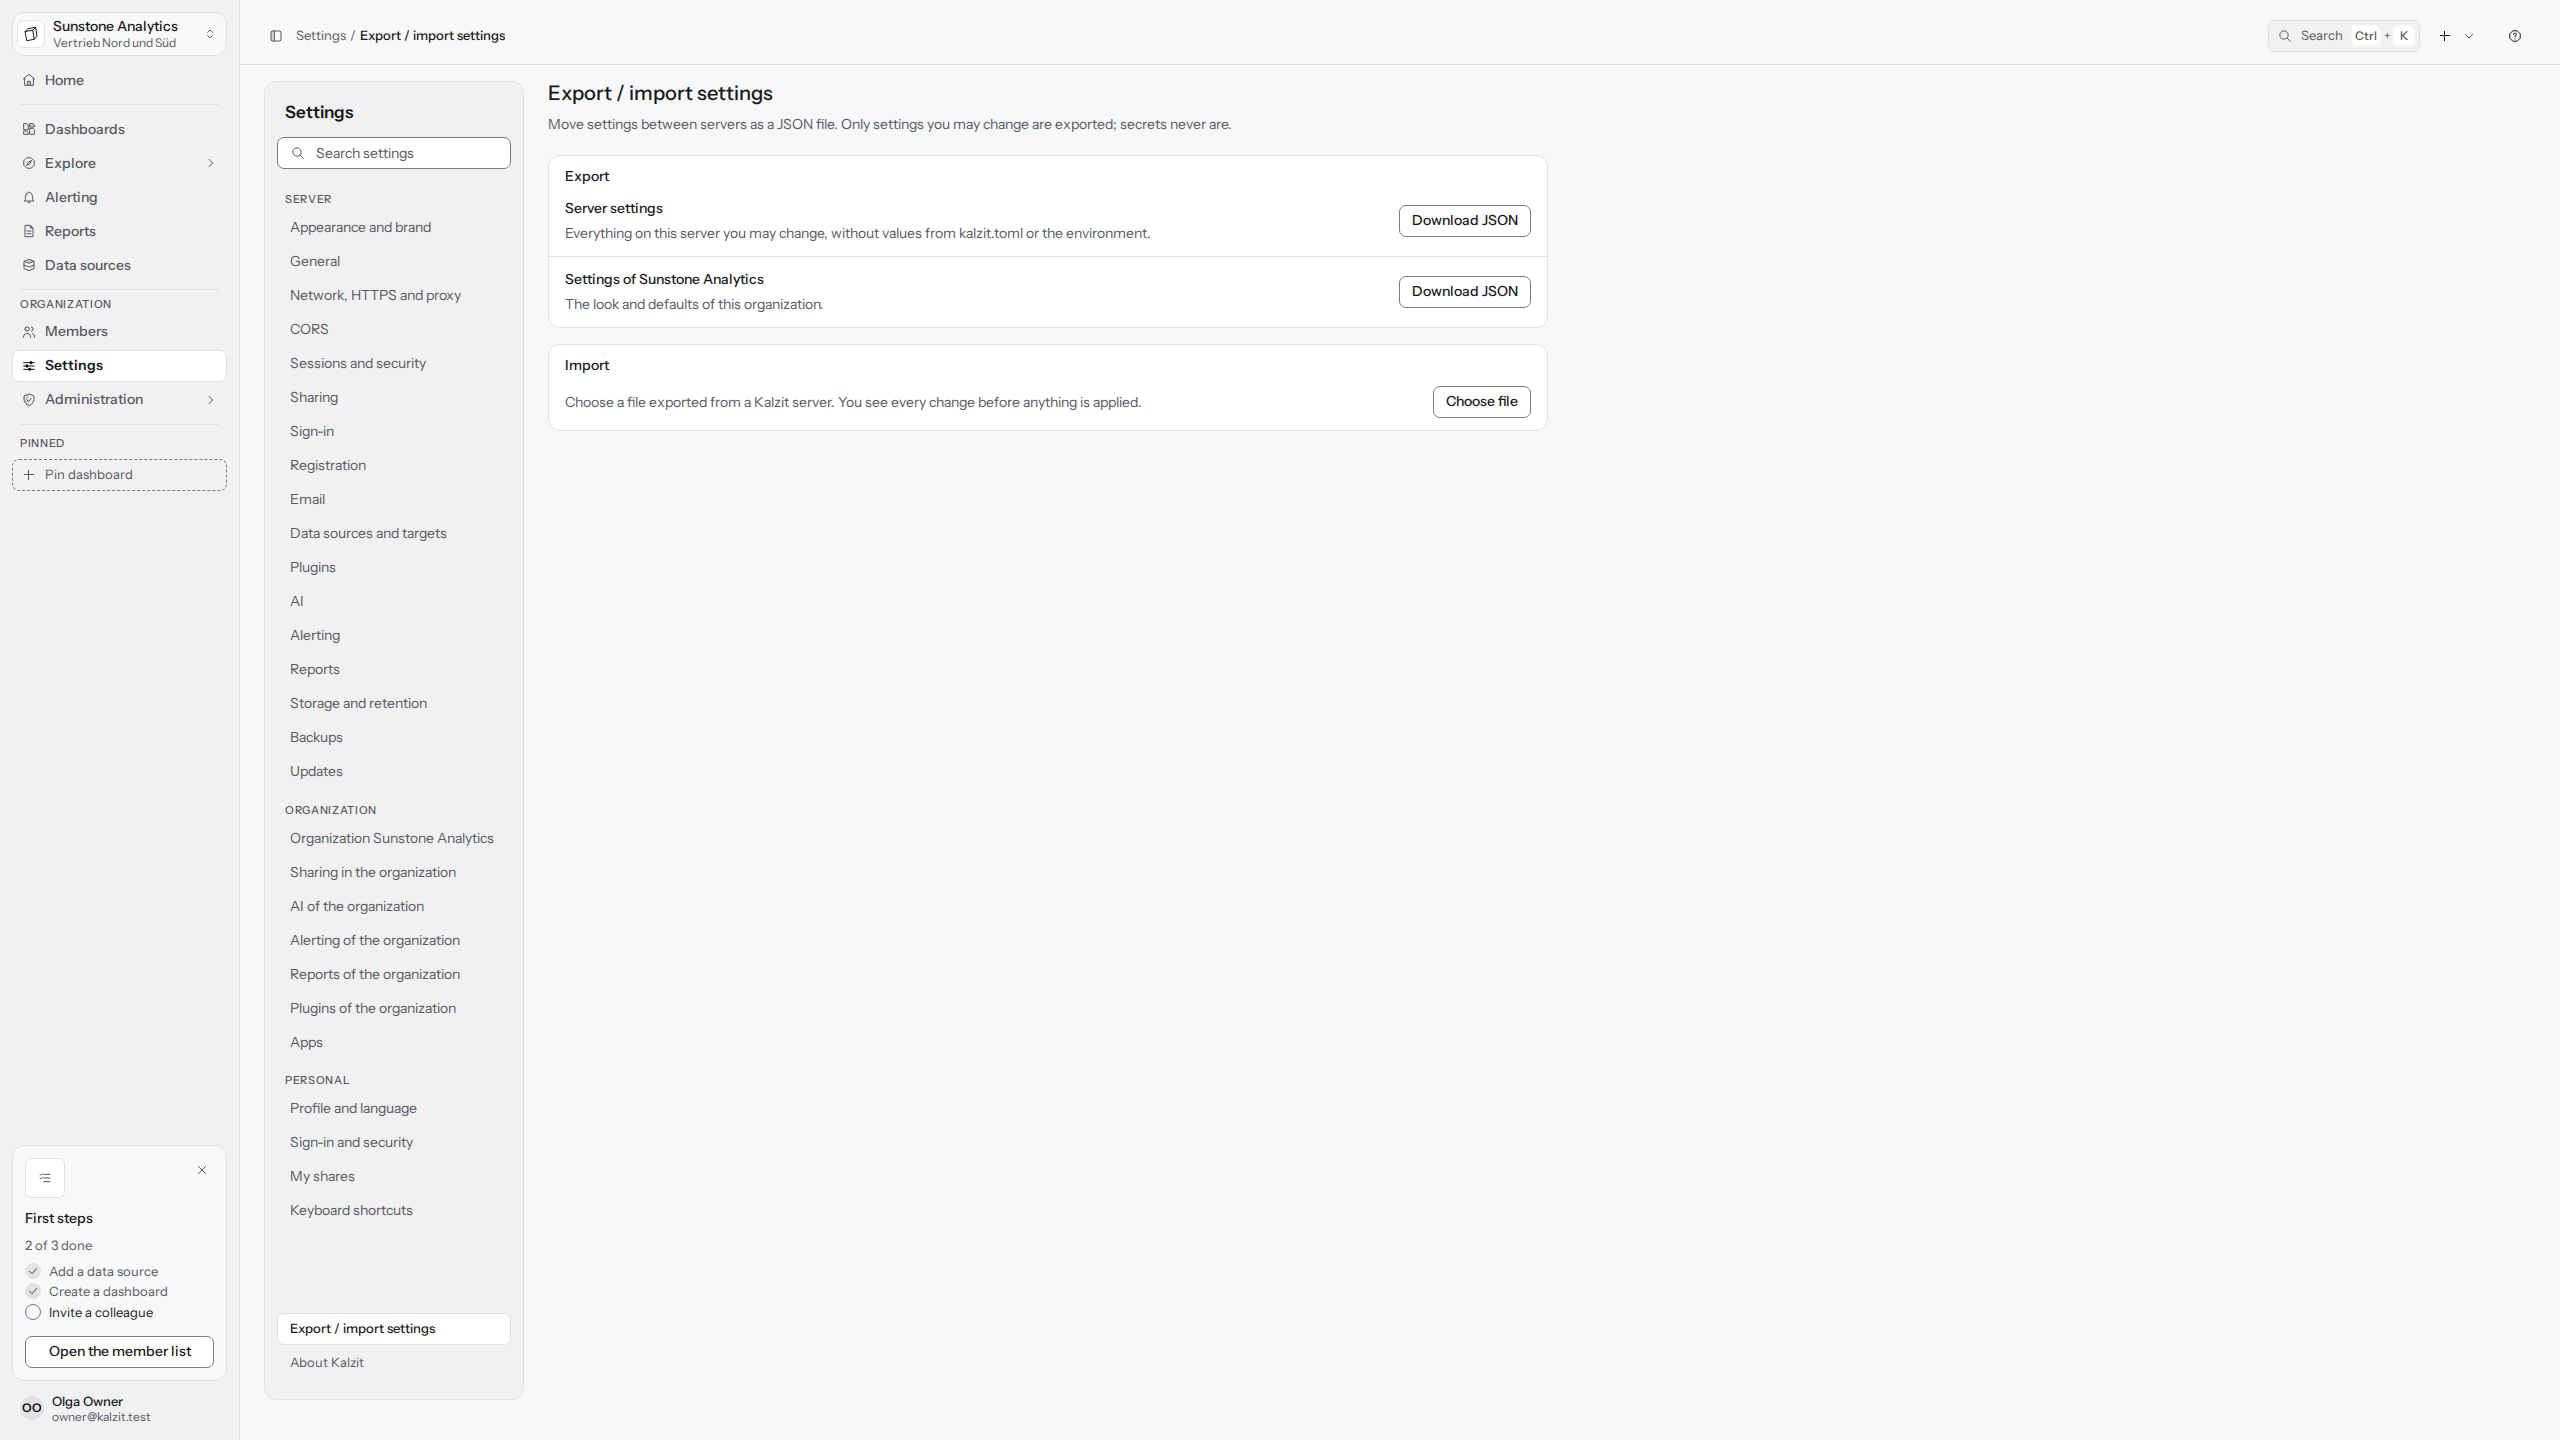 Sunstone Analytics
Vertrieb Nord und Süd
Home
Dashboards
Explore
Alerting
Reports
Data sources
ORGANIZATION
Members
Settings
Administration
PINNED
Pin dashboard
First steps
2 of 3 done
Add a data source
Create a dashboard
Invite a colleague
Open the member list
OO
Olga Owner
owner@kalzit.test
Settings / Export / import settings
Search Ctrl + K
Settings
Search settings
SERVER
Appearance and brand
General
Network, HTTPS and proxy
CORS
Sessions and security
Sharing
Sign-in
Registration
Email
Data sources and targets
Plugins
AI
Alerting
Reports
Storage and retention
Backups
Updates
ORGANIZATION
Organization Sunstone Analytics
Sharing in the organization
AI of the organization
Alerting of the organization
Reports of the organization
Plugins of the organization
Apps
PERSONAL
Profile and language
Sign-in and security
My shares
Keyboard shortcuts
Export / import settings
About Kalzit
Export / import settings
Move settings between servers as a JSON file. Only settings you may change are exported; secrets never are.
Export
Server settings
Everything on this server you may change, without values from kalzit.toml or the environment.
Download JSON
Settings of Sunstone Analytics
The look and defaults of this organization.
Download JSON
Import
Choose a file exported from a Kalzit server. You see every change before anything is applied.
Choose file